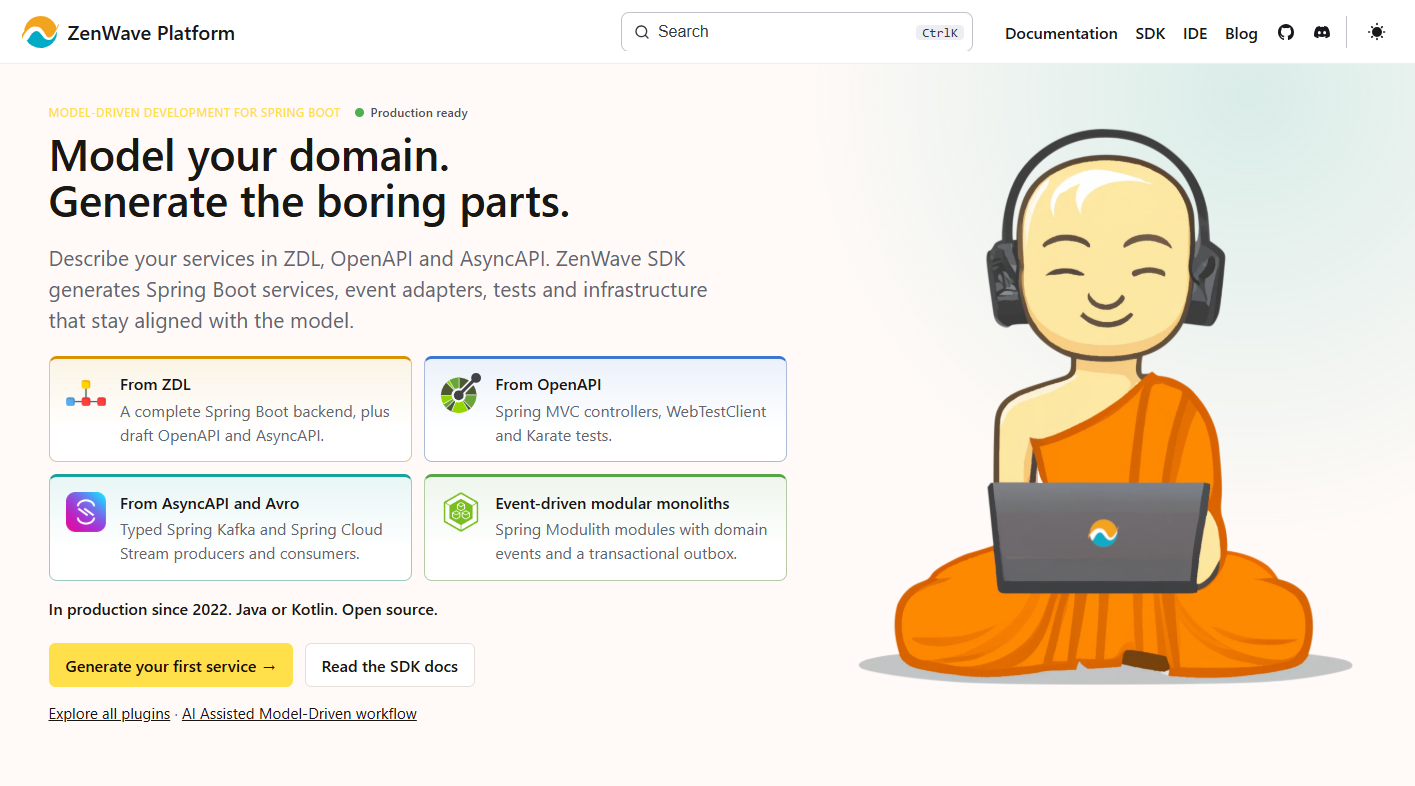 ZenWave Platform
Search
CtrlK
Documentation
SDK
IDE
Blog
MODEL-DRIVEN DEVELOPMENT FOR SPRING BOOT
Production ready
Model your domain.
Generate the boring parts.
Describe your services in ZDL, OpenAPI and AsyncAPI. ZenWave SDK
generates Spring Boot services, event adapters, tests and infrastructure
that stay aligned with the model.
From ZDL
A complete Spring Boot backend, plus
draft OpenAPI and AsyncAPI.
From OpenAPI
Spring MVC controllers, WebTestClient
and Karate tests.
From AsyncAPI and Avro
Typed Spring Kafka and Spring Cloud
Stream producers and consumers.
Event-driven modular monoliths
Spring Modulith modules with domain
events and a transactional outbox.
In production since 2022. Java or Kotlin. Open source.
Generate your first service →
Read the SDK docs
Explore all plugins · AI Assisted Model-Driven workflow